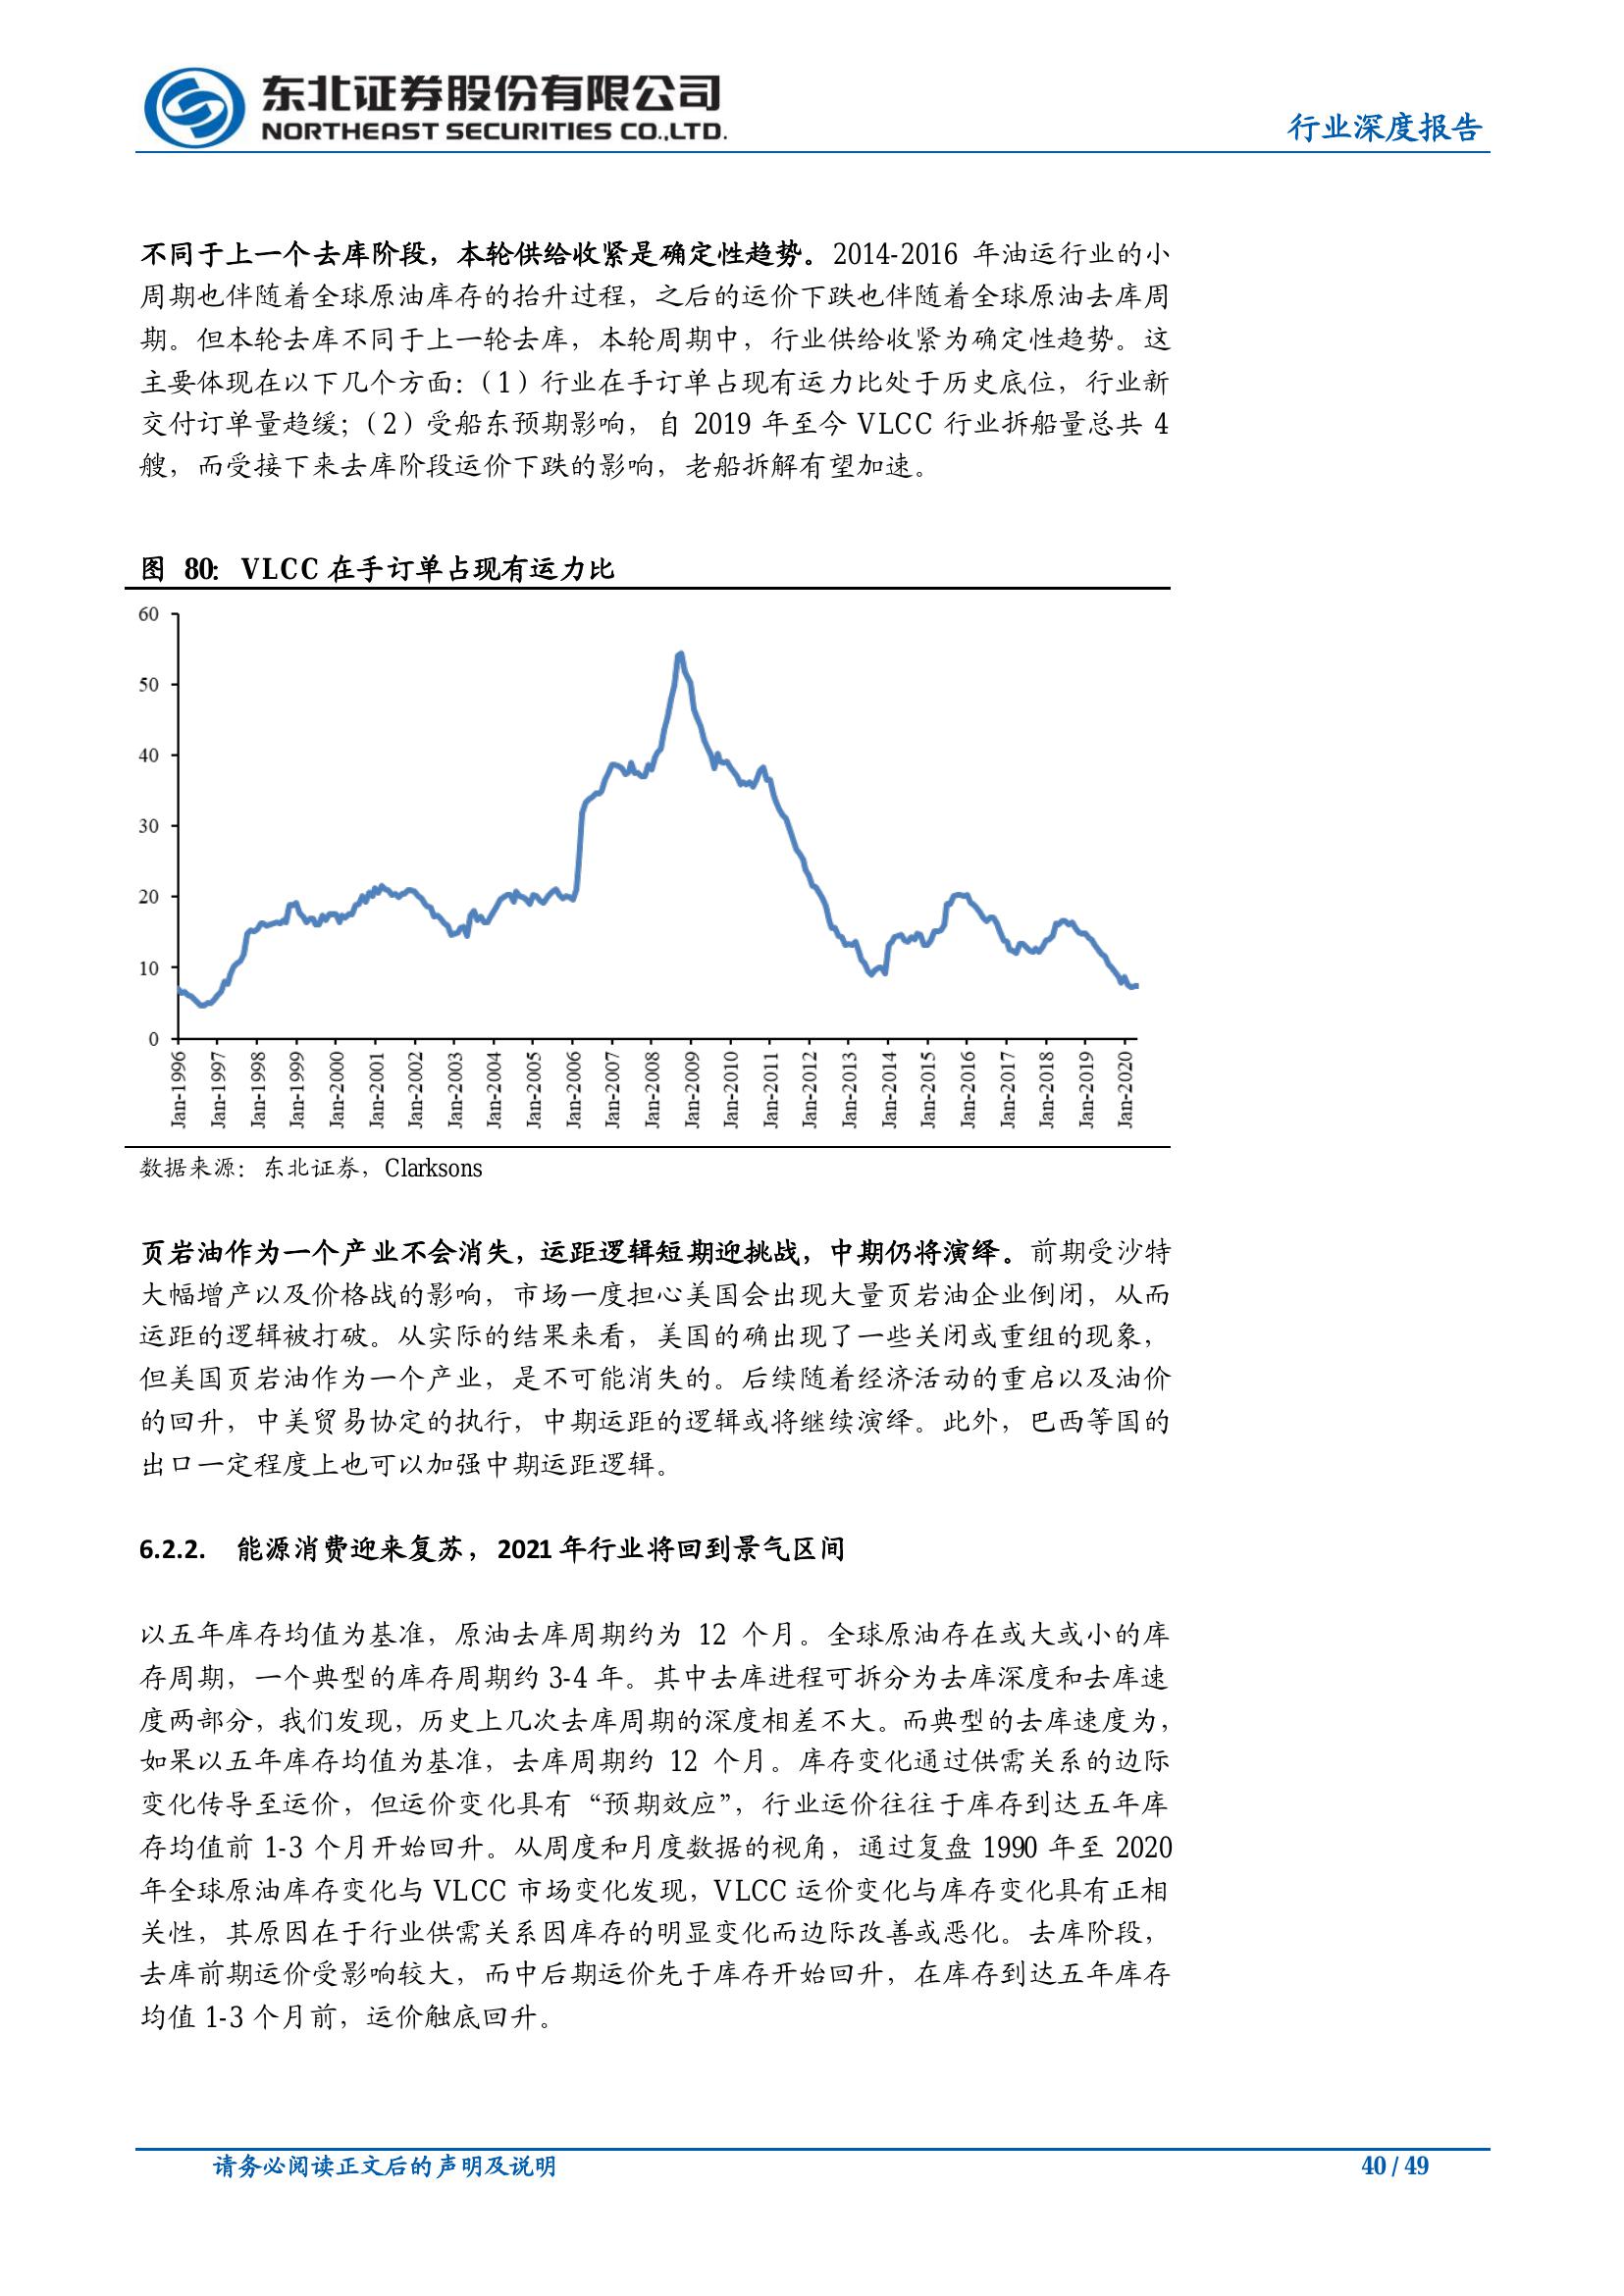 东北证券股份有限公司
NORTHEAST SECURITIES CO.,LTD.
行业深度报告
不同于上一个去库阶段，本轮供给收紧是确定性趋势。2014-2016 年油运行业的小
周期也伴随着全球原油库存的抬升过程，之后的运价下跌也伴随着全球原油去库周
期。但本轮去库不同于上一轮去库，本轮周期中，行业供给收紧为确定性趋势。这
主要体现在以下几个方面：（1）行业在手订单占现有运力比处于历史底位，行业新
交付订单量趋缓；（2）受船东预期影响，自 2019 年至今 VLCC 行业拆船量总共 4
艘，而受接下来去库阶段运价下跌的影响，老船拆解有望加速。
图 80：VLCC 在手订单占现有运力比
60
50
40
30
20
10
0
Jan-1996
Jan-1997
Jan-1998
Jan-1999
Jan-2000
Jan-2001
Jan-2002
Jan-2003
Jan-2004
Jan-2005
Jan-2006
Jan-2007
Jan-2008
Jan-2009
Jan-2010
Jan-2011
Jan-2012
Jan-2013
Jan-2014
Jan-2015
Jan-2016
Jan-2017
Jan-2018
Jan-2019
Jan-2020
数据来源：东北证券，Clarksons
页岩油作为一个产业不会消失，运距逻辑短期迎挑战，中期仍将演绎。前期受沙特
大幅增产以及价格战的影响，市场一度担心美国会出现大量页岩油企业倒闭，从而
运距的逻辑被打破。从实际的结果来看，美国的确出现了一些关闭或重组的现象，
但美国页岩油作为一个产业，是不可能消失的。后续随着经济活动的重启以及油价
的回升，中美贸易协定的执行，中期运距的逻辑或将继续演绎。此外，巴西等国的
出口一定程度上也可以加强中期运距逻辑。
6.2.2. 能源消费迎来复苏，2021 年行业将回到景气区间
以五年库存均值为基准，原油去库周期约为 12 个月。全球原油存在或大或小的库
存周期，一个典型的库存周期约 3-4 年。其中去库进程可拆分为去库深度和去库速
度两部分，我们发现，历史上几次去库周期的深度相差不大。而典型的去库速度为，
如果以五年库存均值为基准，去库周期约 12 个月。库存变化通过供需关系的边际
变化传导至运价，但运价变化具有“预期效应”，行业运价往往于库存到达五年库
存均值前 1-3 个月开始回升。从周度和月度数据的视角，通过复盘 1990 年至 2020
年全球原油库存变化与 VLCC 市场变化发现，VLCC 运价变化与库存变化具有正相
关性，其原因在于行业供需关系因库存的明显变化而边际改善或恶化。去库阶段，
去库前期运价受影响较大，而中后期运价先于库存开始回升，在库存到达五年库存
均值 1-3 个月前，运价触底回升。
请务必阅读正文后的声明及说明
40 / 49